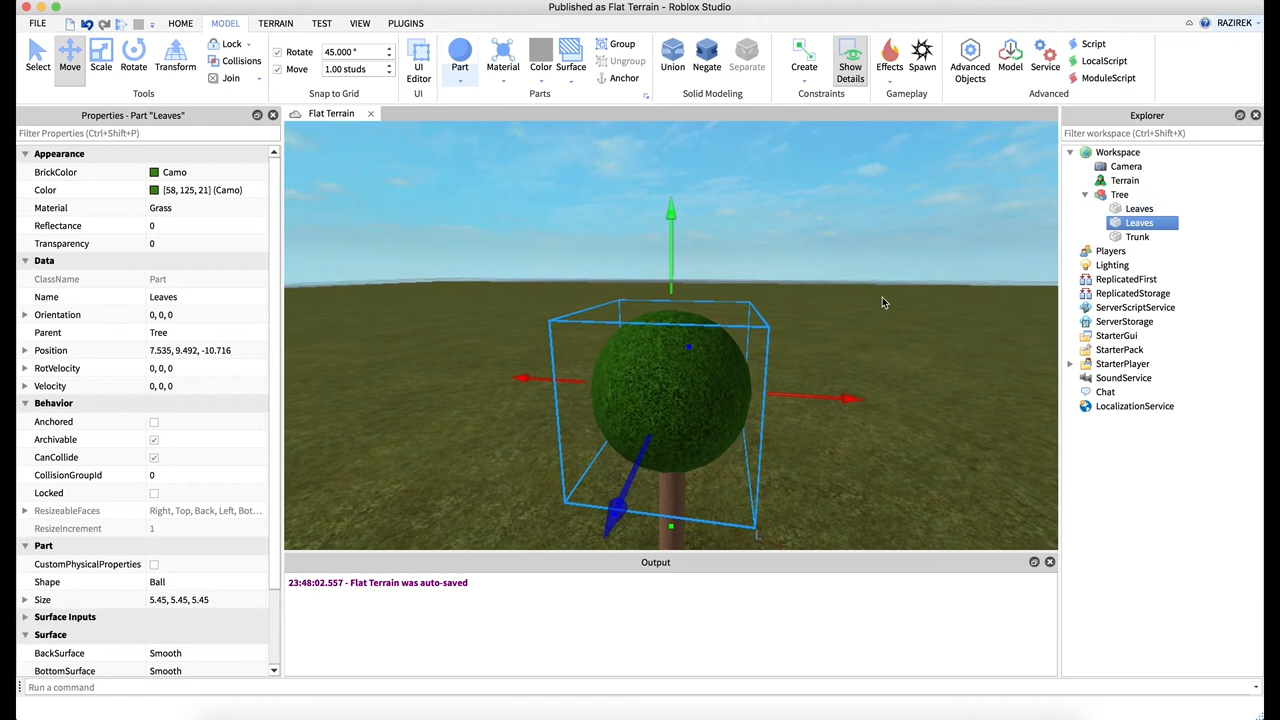 Published as Flat Terrain - Roblox Studio
FILE HOME MODEL TERRAIN TEST VIEW PLUGINS RAZIREK
Select Move Scale Rotate Transform
Lock
Collisions
Join
Tools
Rotate 45.000 °
Move 1.00 studs
Snap to Grid
UI Editor
UI
Part Material Color Surface
Group
Ungroup
Anchor
Parts
Union Negate Separate
Solid Modeling
Create Show Details
Constraints
Effects Spawn
Gameplay
Advanced Objects Model Service
Script
LocalScript
ModuleScript
Advanced
Properties - Part "Leaves"
Filter Properties (Ctrl+Shift+P)
Appearance
BrickColor Camo
Color [58, 125, 21] (Camo)
Material Grass
Reflectance 0
Transparency 0
Data
ClassName Part
Name Leaves
Orientation 0, 0, 0
Parent Tree
Position 7.535, 9.492, -10.716
RotVelocity 0, 0, 0
Velocity 0, 0, 0
Behavior
Anchored
Archivable
CanCollide
CollisionGroupId 0
Locked
ResizeableFaces Right, Top, Back, Left, Bot...
ResizeIncrement 1
Part
CustomPhysicalProperties
Shape Ball
Size 5.45, 5.45, 5.45
Surface Inputs
Surface
BackSurface Smooth
BottomSurface Smooth
Flat Terrain
Output
23:48:02.557 - Flat Terrain was auto-saved
Explorer
Filter workspace (Ctrl+Shift+X)
Workspace
Camera
Terrain
Tree
Leaves
Leaves
Trunk
Players
Lighting
ReplicatedFirst
ReplicatedStorage
ServerScriptService
ServerStorage
StarterGui
StarterPack
StarterPlayer
SoundService
Chat
LocalizationService
Run a command